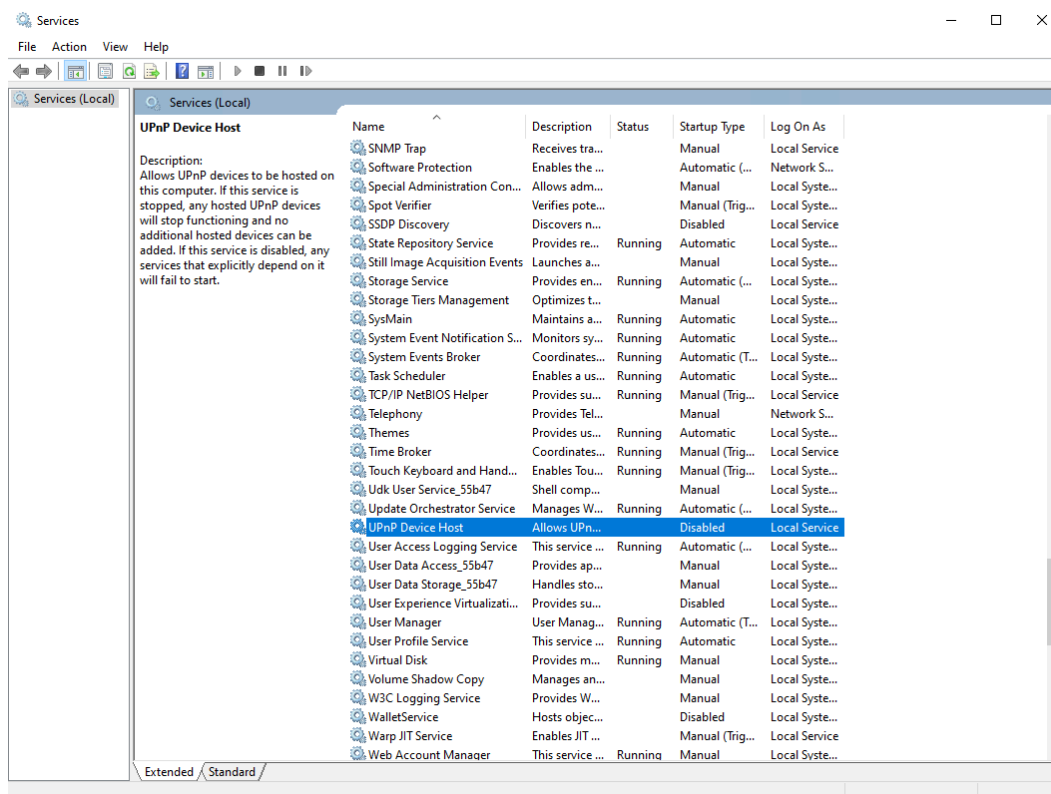 Services
File Action View Help
Services (Local)
Services (Local)
UPnP Device Host
Description:
Allows UPnP devices to be hosted on
this computer. If this service is
stopped, any hosted UPnP devices
will stop functioning and no
additional hosted devices can be
added. If this service is disabled, any
services that explicitly depend on it
will fail to start.
Name Description Status Startup Type Log On As
SNMP Trap Receives tra... Manual Local Service
Software Protection Enables the ... Automatic (... Network S...
Special Administration Con... Allows adm... Manual Local Syste...
Spot Verifier Verifies pote... Manual (Trig... Local Syste...
SSDP Discovery Discovers n... Disabled Local Service
State Repository Service Provides re... Running Automatic Local Syste...
Still Image Acquisition Events Launches a... Manual Local Syste...
Storage Service Provides en... Running Automatic (... Local Syste...
Storage Tiers Management Optimizes t... Manual Local Syste...
SysMain Maintains a... Running Automatic Local Syste...
System Event Notification S... Monitors sy... Running Automatic Local Syste...
System Events Broker Coordinates... Running Automatic (T... Local Syste...
Task Scheduler Enables a us... Running Automatic Local Syste...
TCP/IP NetBIOS Helper Provides su... Running Manual (Trig... Local Service
Telephony Provides Tel... Manual Network S...
Themes Provides us... Running Automatic Local Syste...
Time Broker Coordinates... Running Manual (Trig... Local Service
Touch Keyboard and Hand... Enables Tou... Running Manual (Trig... Local Syste...
Udk User Service_55b47 Shell comp... Manual Local Syste...
Update Orchestrator Service Manages W... Running Automatic (... Local Syste...
UPnP Device Host Allows UPn... Disabled Local Service
User Access Logging Service This service ... Running Automatic (... Local Syste...
User Data Access_55b47 Provides ap... Manual Local Syste...
User Data Storage_55b47 Handles sto... Manual Local Syste...
User Experience Virtualizati... Provides su... Disabled Local Syste...
User Manager User Manag... Running Automatic (T... Local Syste...
User Profile Service This service ... Running Automatic Local Syste...
Virtual Disk Provides m... Running Manual Local Syste...
Volume Shadow Copy Manages an... Manual Local Syste...
W3C Logging Service Provides W... Manual Local Syste...
WalletService Hosts objec... Disabled Local Syste...
Warp JIT Service Enables JIT ... Manual (Trig... Local Service
Web Account Manager This service ... Running Manual Local Syste...
Extended Standard